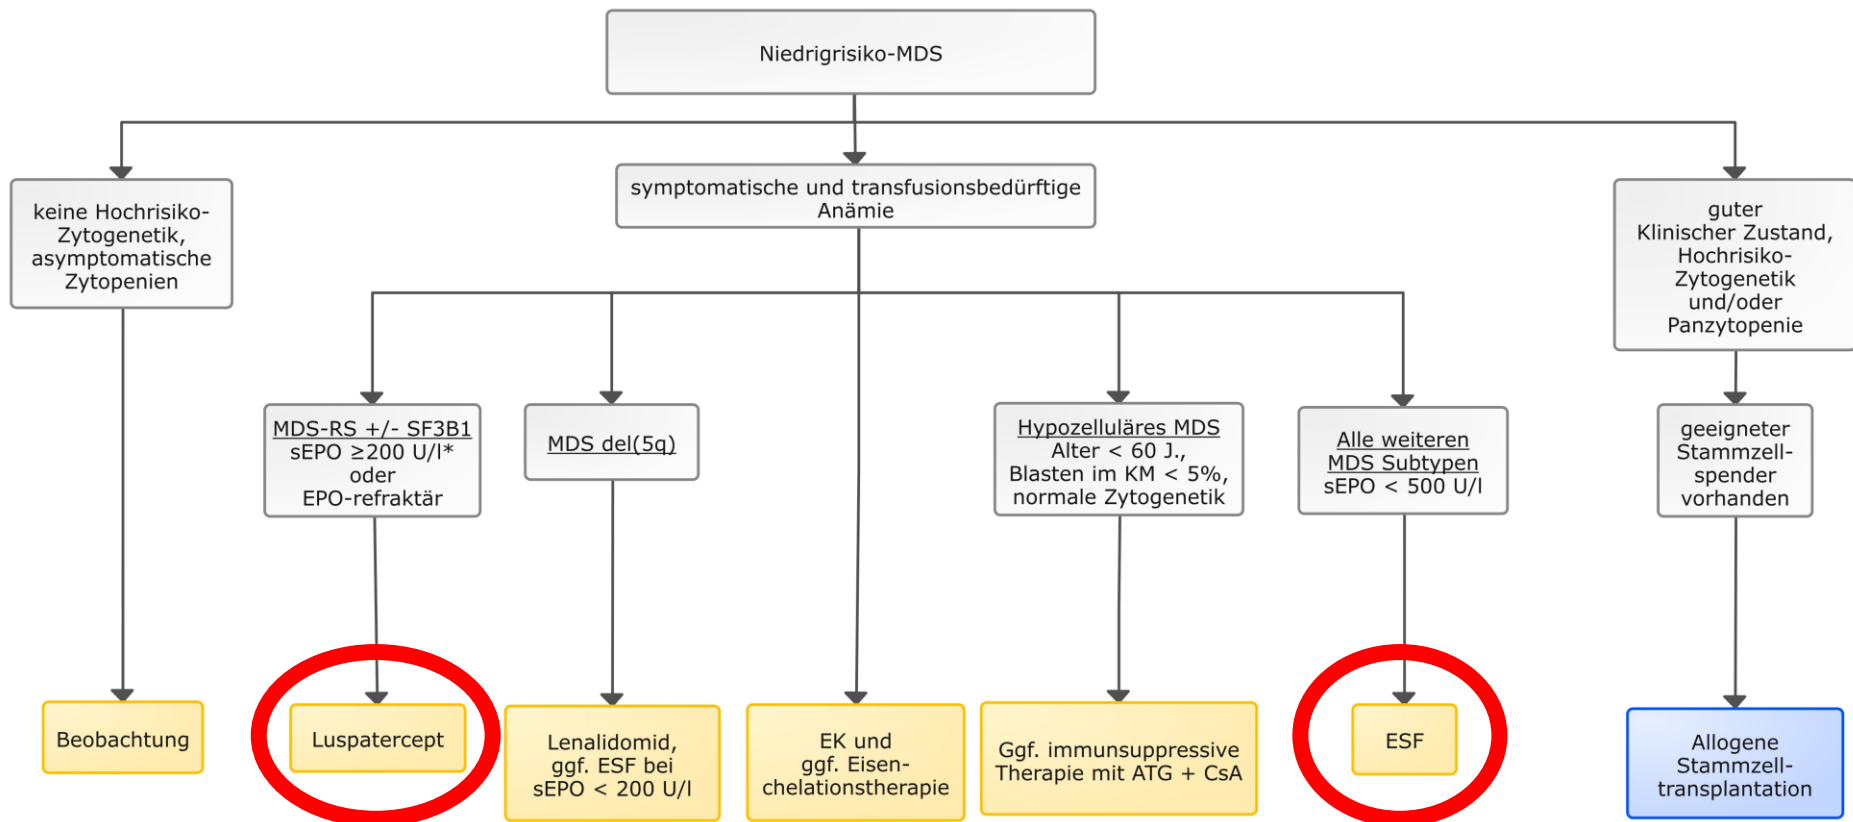 Niedrigrisiko-MDS
keine Hochrisiko-
Zytogenetik,
asymptomatische
Zytopenien
symptomatische und transfusionsbedürftige
Anämie
guter
Klinischer Zustand,
Hochrisiko-
Zytogenetik
und/oder
Panzytopenie
MDS-RS +/- SF3B1
sEPO ≥200 U/l*
oder
EPO-refraktär
MDS del(5q)
Hypozelluläres MDS
Alter < 60 J.,
Blasten im KM < 5%,
normale Zytogenetik
Alle weiteren
MDS Subtypen
sEPO < 500 U/l
geeigneter
Stammzell-
spender
vorhanden
Beobachtung
Luspatercept
Lenalidomid,
ggf. ESF bei
sEPO < 200 U/l
EK und
ggf. Eisen-
chelationstherapie
Ggf. immunsuppressive
Therapie mit ATG + CsA
ESF
Allogene
Stammzell-
transplantation